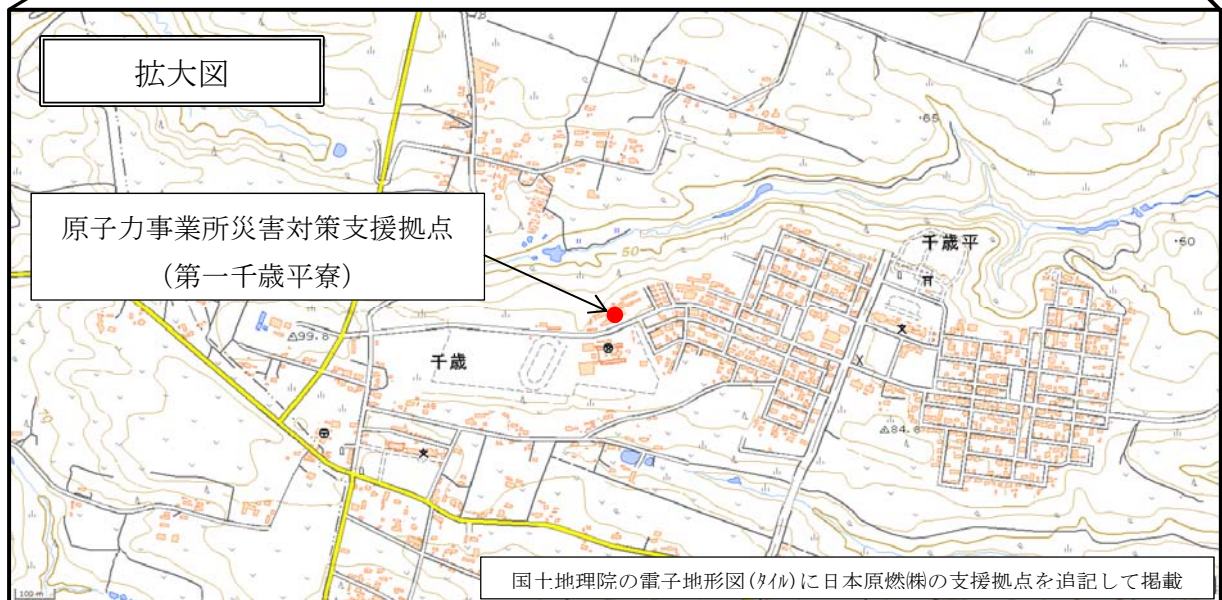 拡大図
・65
原子力事業所災害対策支援拠点
(第一千歳平寮)
50
千歳平
・60
△99.8
千歳
△84.8
国土地理院の電子地形図(タイル)に日本原燃㈱の支援拠点を追記して掲載
100 m